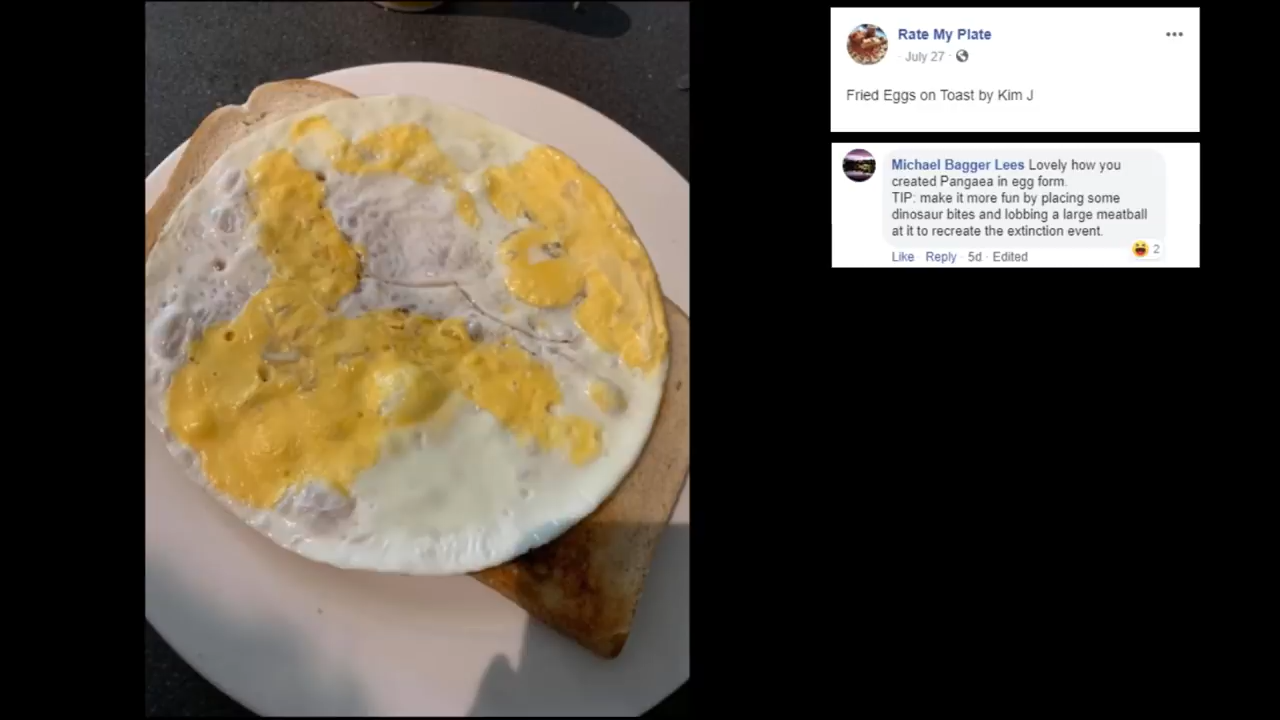 Rate My Plate
· July 27 ·
Fried Eggs on Toast by Kim J
Michael Bagger Lees Lovely how you
created Pangaea in egg form.
TIP: make it more fun by placing some
dinosaur bites and lobbing a large meatball
at it to recreate the extinction event.
2
Like Reply · 5d · Edited